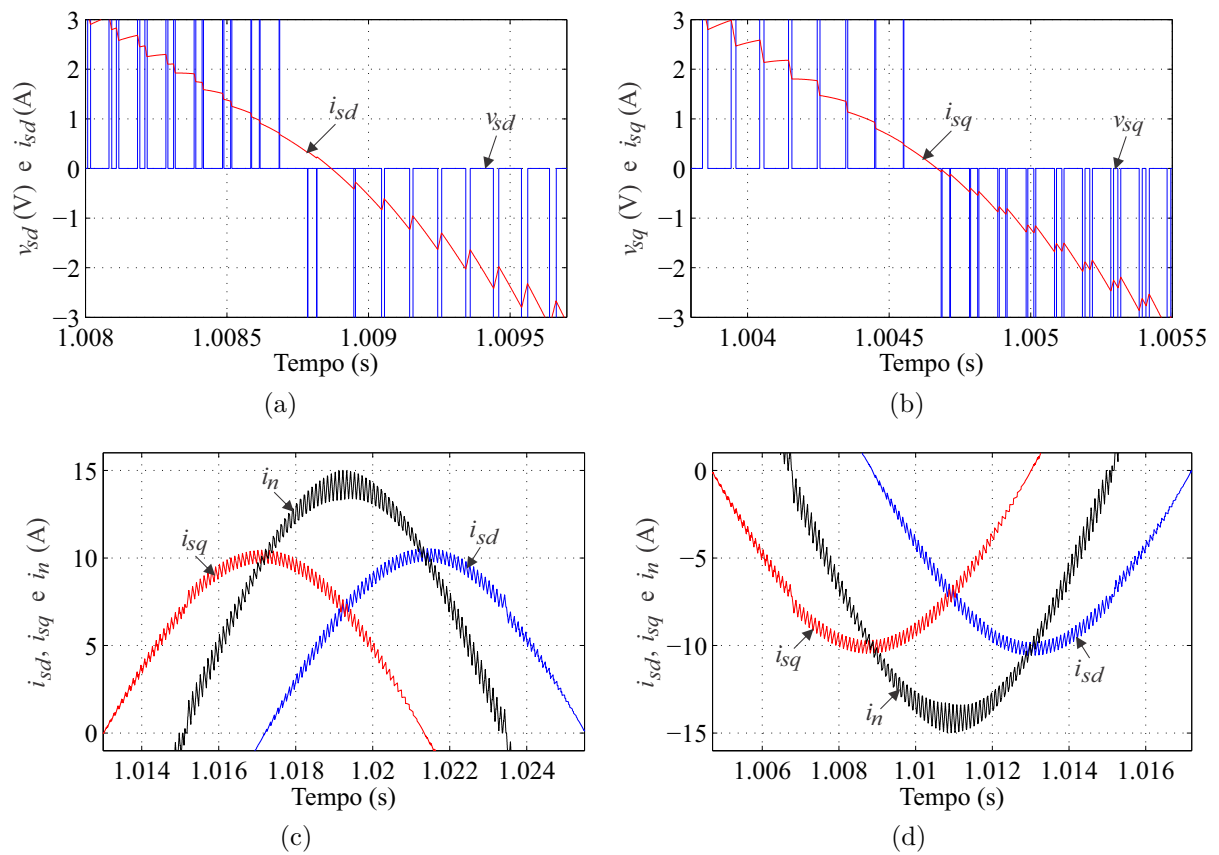 v_sd (V) e i_sd (A)
3
2
1
0
−1
−2
−3
i_sd
v_sd
1.008
1.0085
1.009
1.0095
Tempo (s)
(a)
v_sq (V) e i_sq (A)
3
2
1
0
−1
−2
−3
i_sq
v_sq
1.004
1.0045
1.005
1.0055
Tempo (s)
(b)
i_sd, i_sq e i_n (A)
15
10
5
0
i_n
i_sq
i_sd
1.014
1.016
1.018
1.02
1.022
1.024
Tempo (s)
(c)
i_sd, i_sq e i_n (A)
0
−5
−10
−15
i_sq
i_n
i_sd
1.006
1.008
1.01
1.012
1.014
1.016
Tempo (s)
(d)